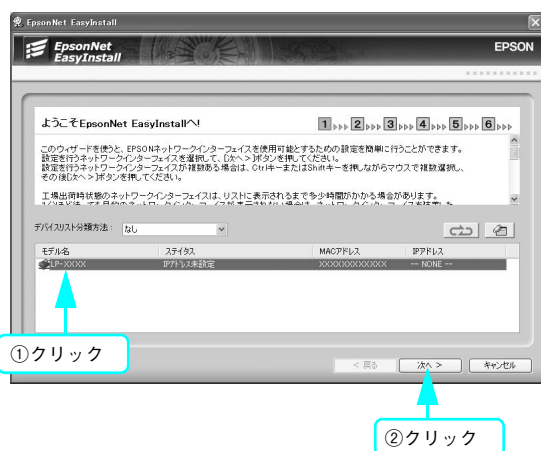 EpsonNet EasyInstall
EpsonNet
EasyInstall
EPSON
ようこそEpsonNet EasyInstallへ!
1 2 3 4 5 6
このウィザードを使うと、EPSONネットワークインターフェイスを使用可能とするための設定を簡単に行うことができます。
設定を行うネットワークインターフェイスを選択して、[次へ >]ボタンを押してください。
設定を行うネットワークインターフェイスが複数ある場合は、CtrlキーまたはShiftキーを押しながらマウスで複数選択し、
その後[次へ >]ボタンを押してください。
工場出荷時状態のネットワークインターフェイスは、リストに表示されるまで多少時間がかかる場合があります。
デバイスリスト分類方法: なし
モデル名 ステイタス MACアドレス IPアドレス
LP-XXXX IPアドレス未設定 XXXXXXXXXXXX -- NONE --
①クリック
< 戻る 次へ > キャンセル
②クリック